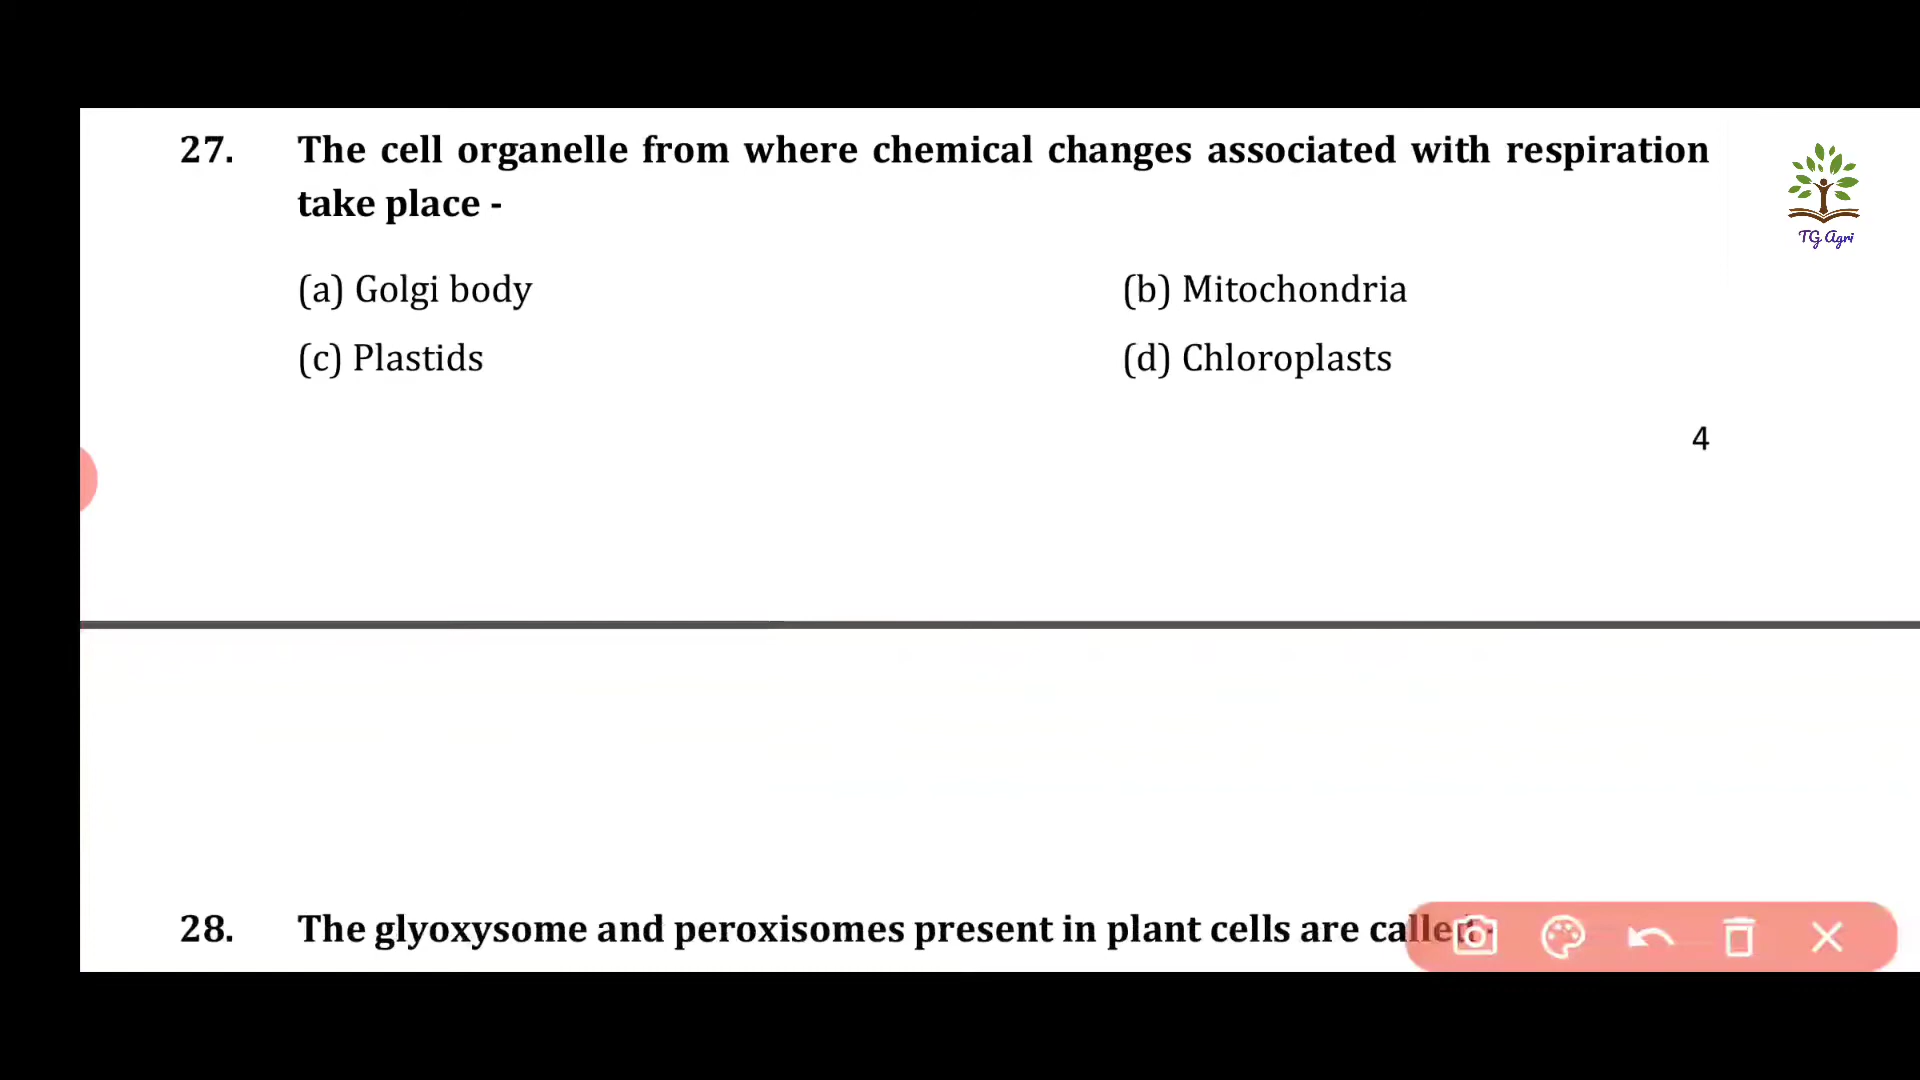 27. The cell organelle from where chemical changes associated with respiration
take place -
TG Agri
(a) Golgi body (b) Mitochondria
(c) Plastids (d) Chloroplasts
4
28. The glyoxysome and peroxisomes present in plant cells are called-